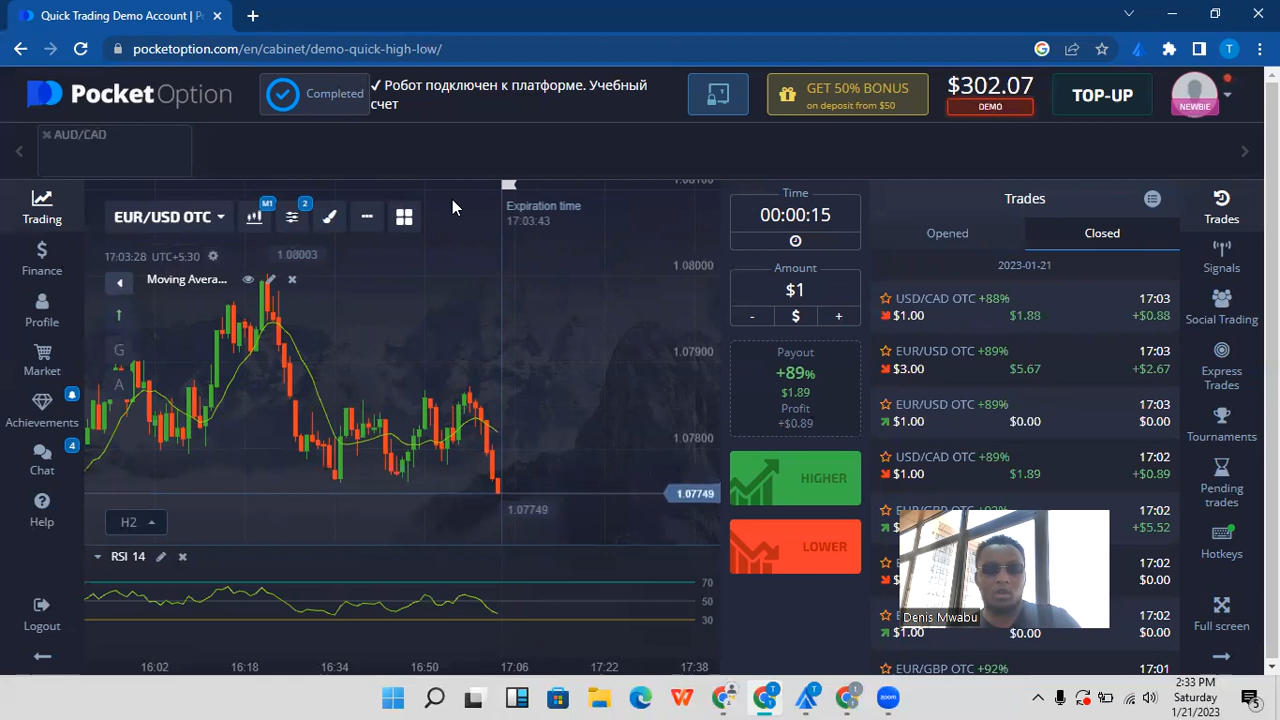 Quick Trading Demo Account | Po
pocketoption.com/en/cabinet/demo-quick-high-low/
T
PocketOption
Completed
✔ Робот подключен к платформе. Учебный
счет
GET 50% BONUS
on deposit from $50
$302.07
DEMO
TOP-UP
NEWBIE
AUD/CAD
Trading
Finance
Profile
Market
Achievements
4
Chat
Help
Logout
EUR/USD OTC
M1
2
17:03:28 UTC+5:30
1.08003
Moving Avera...
G
A
Expiration time
17:03:43
1.08100
1.08000
1.07900
1.07800
1.07749
1.07749
H2
RSI 14
70
50
30
16:02
16:18
16:34
16:50
17:06
17:22
17:38
Time
00:00:15
Amount
$1
- $ +
Payout
+89%
$1.89
Profit
+$0.89
HIGHER
LOWER
Trades
Opened
Closed
2023-01-21
USD/CAD OTC +88% 17:03
$1.00 $1.88 +$0.88
EUR/USD OTC +89% 17:03
$3.00 $5.67 +$2.67
EUR/USD OTC +89% 17:03
$1.00 $0.00 $0.00
USD/CAD OTC +89% 17:02
$1.00 $1.89 +$0.89
17:02
+$5.52
17:02
$0.00
17:02
$1.00 $0.00 $0.00
EUR/GBP OTC +92% 17:01
Denis Mwabu
Trades
Signals
Social Trading
Express
Trades
Tournaments
Pending
trades
Hotkeys
Full screen
2:33 PM
Saturday
1/21/2023
5